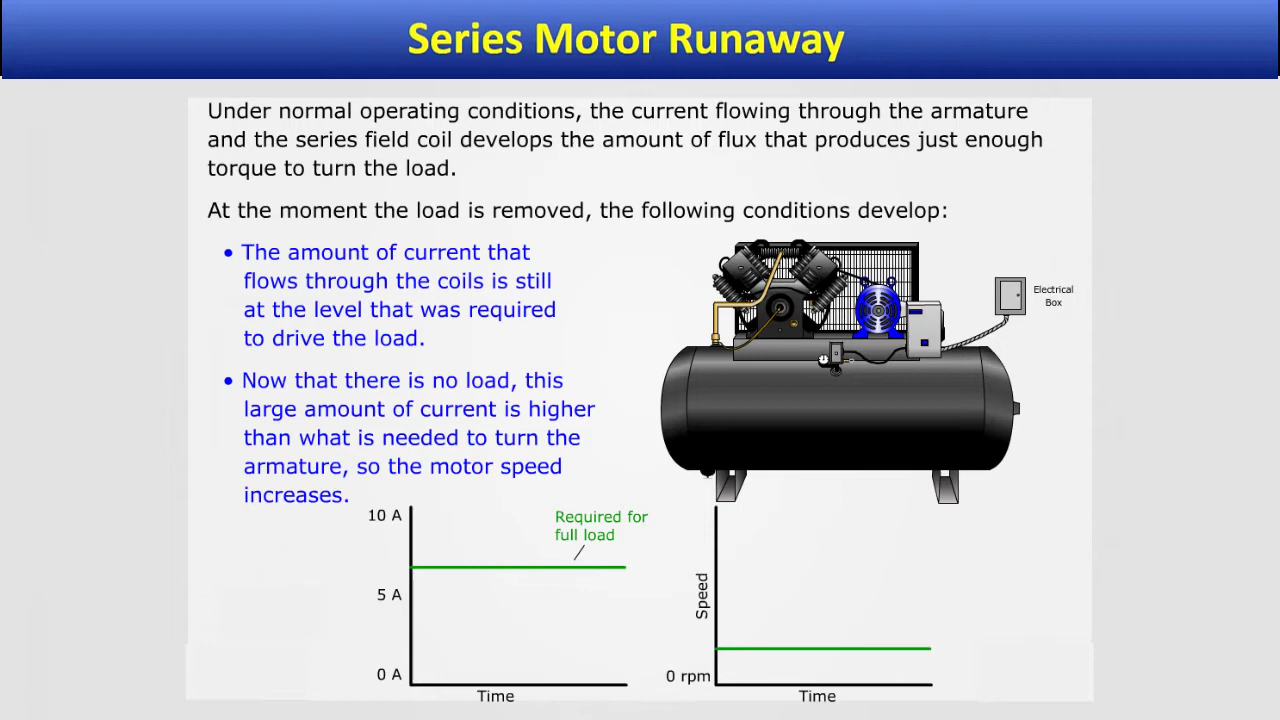 Series Motor Runaway
Under normal operating conditions, the current flowing through the armature
and the series field coil develops the amount of flux that produces just enough
torque to turn the load.
At the moment the load is removed, the following conditions develop:
• The amount of current that
flows through the coils is still
at the level that was required
to drive the load.
• Now that there is no load, this
large amount of current is higher
than what is needed to turn the
armature, so the motor speed
increases.
Electrical
Box
10 A
5 A
0 A
Required for
full load
Time
Speed
0 rpm
Time